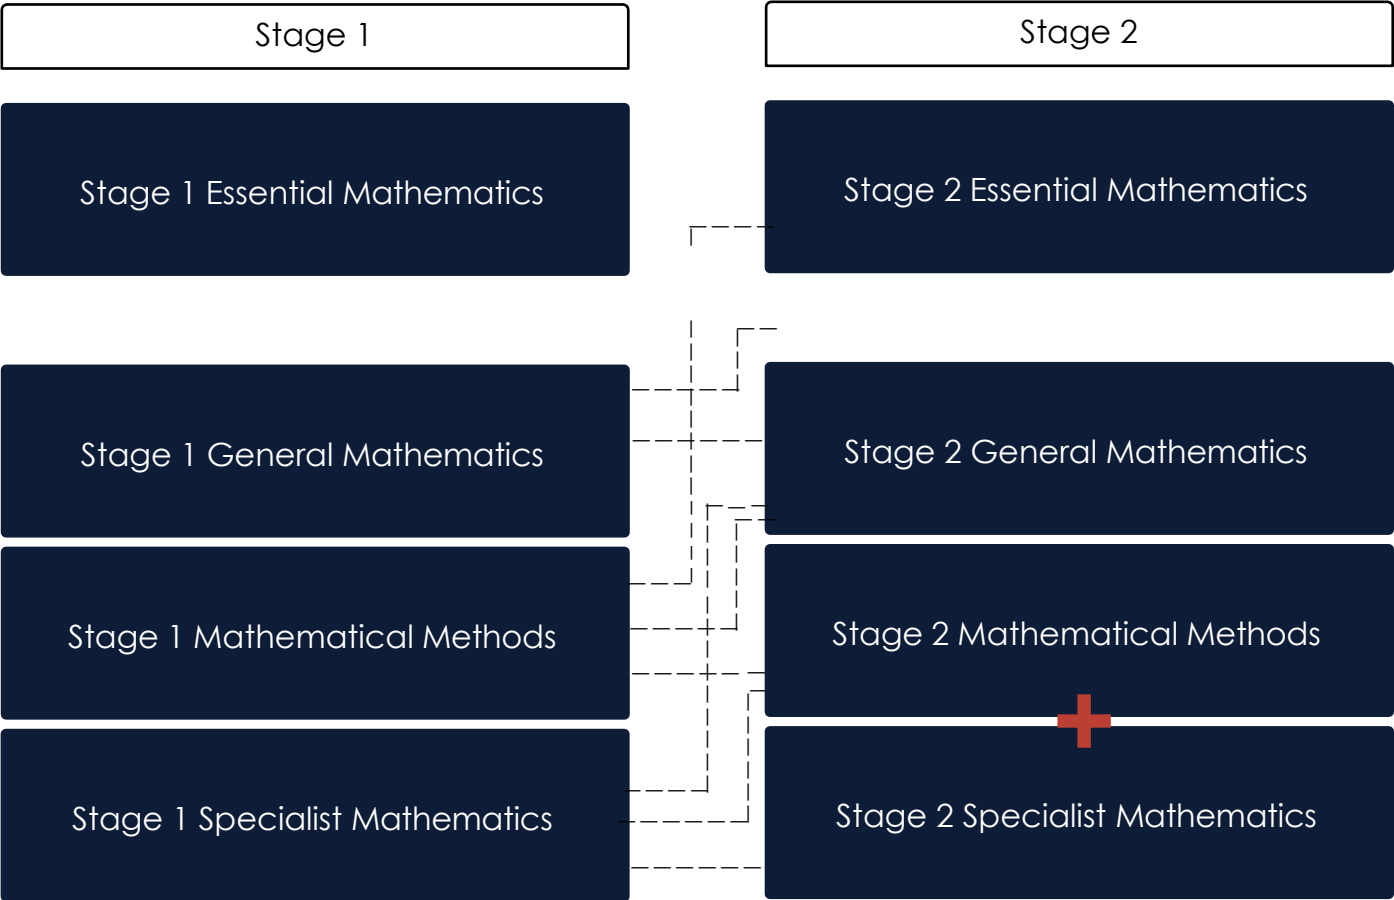 Stage 1
Stage 2
Stage 1 Essential Mathematics
Stage 2 Essential Mathematics
Stage 1 General Mathematics
Stage 2 General Mathematics
Stage 1 Mathematical Methods
Stage 2 Mathematical Methods
Stage 1 Specialist Mathematics
Stage 2 Specialist Mathematics